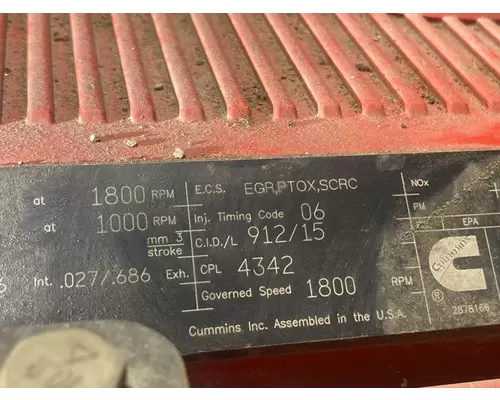 at 1800 RPM E.C.S. EGR,PTOX,SCRC NOx
at 1000 RPM Inj. Timing Code 06 PM
mm 3 stroke C.I.D./L 912/15 EPA
Int. .027/.686 Exh. CPL 4342 Cummins
Governed Speed 1800 RPM ®
Cummins Inc. Assembled in the U.S.A. 2878166